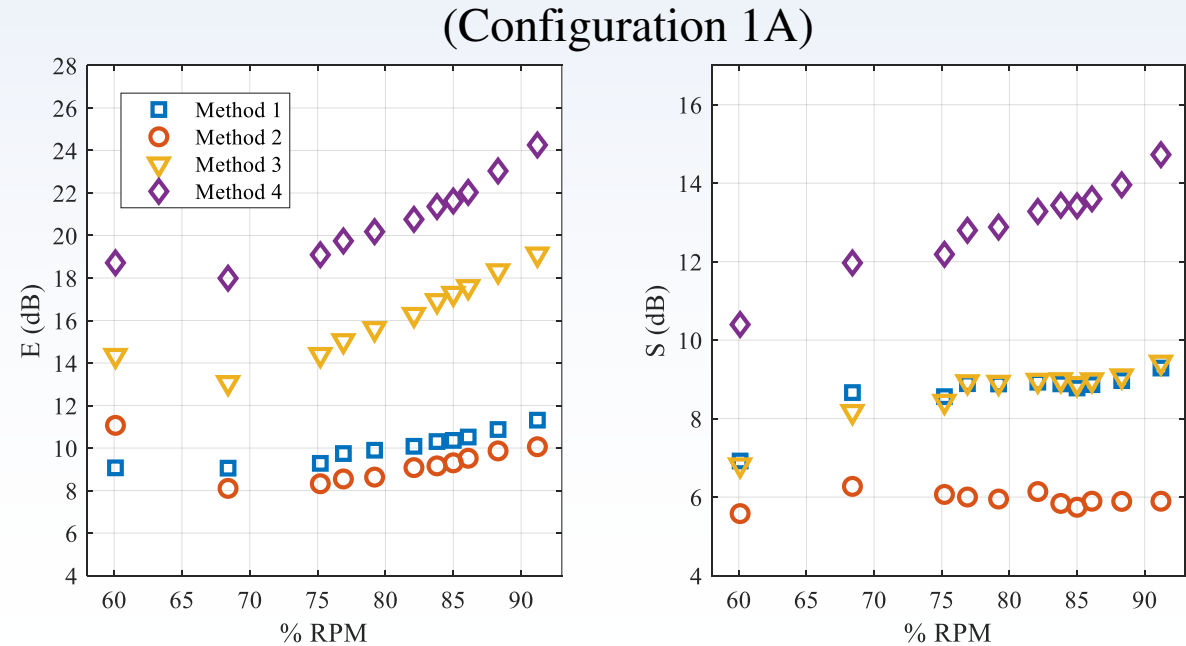 (Configuration 1A)
28
26
24
22
20
18
16
14
12
10
8
6
4
E (dB)
Method 1
Method 2
Method 3
Method 4
60 65 70 75 80 85 90
% RPM
16
14
12
10
8
6
4
S (dB)
60 65 70 75 80 85 90
% RPM